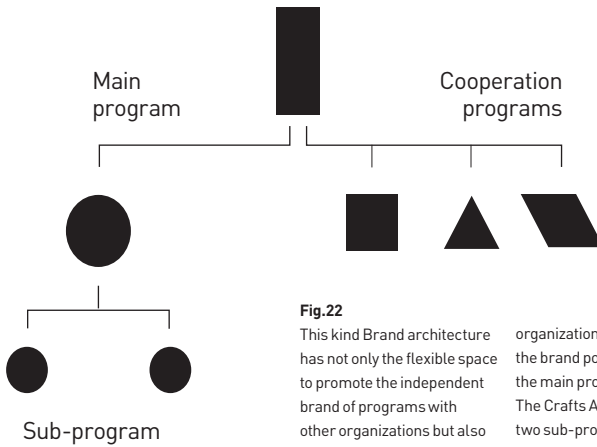 Main
program
Cooperation
programs
Sub-program
Fig.22
This kind Brand architecture
has not only the flexible space
to promote the independent
brand of programs with
other organizations but also
organization
the brand po
the main pro
The Crafts A
two sub-pro